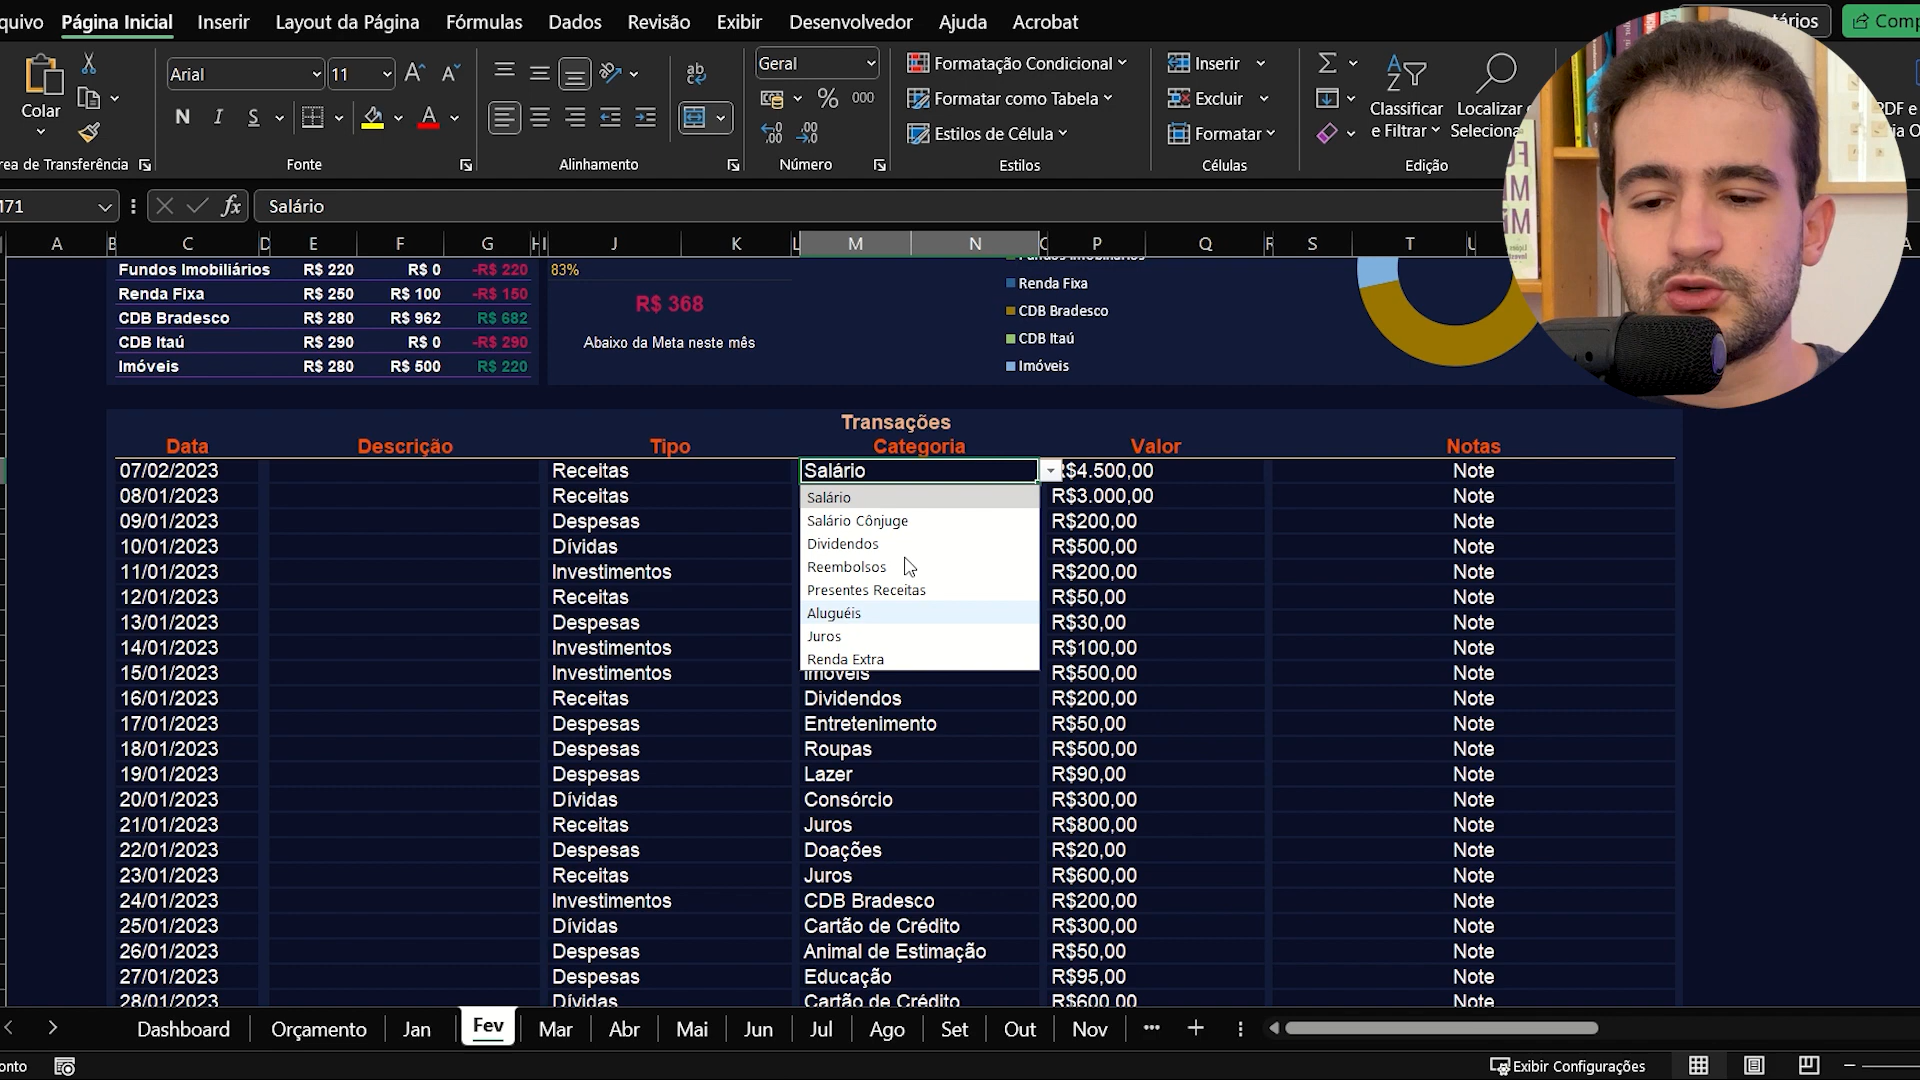 quivo Página Inicial Inserir Layout da Página Fórmulas Dados Revisão Exibir Desenvolvedor Ajuda Acrobat tários Comp
Colar Arial 11 Geral Formatação Condicional Inserir
Formatar como Tabela Excluir Classificar e Filtrar Localizar e Seleciona PDF e
N I S % 000 Estilos de Célula Formatar
rea de Transferência Fonte Alinhamento Número Estilos Células Edição
M71 fx Salário
A B C D E F G H I J K L M N P Q R S T U
Fundos Imobiliários R$ 220 R$ 0 -R$ 220 83%
Renda Fixa R$ 250 R$ 100 -R$ 150 R$ 368 Renda Fixa
CDB Bradesco R$ 280 R$ 962 R$ 682 CDB Bradesco
CDB Itaú R$ 290 R$ 0 -R$ 290 Abaixo da Meta neste mês CDB Itaú
Imóveis R$ 280 R$ 500 R$ 220 Imóveis
Transações
Data Descrição Tipo Categoria Valor Notas
07/02/2023 Receitas Salário R$4.500,00 Note
08/01/2023 Receitas Salário R$3.000,00 Note
09/01/2023 Despesas Salário Cônjuge R$200,00 Note
10/01/2023 Dívidas Dividendos R$500,00 Note
11/01/2023 Investimentos Reembolsos R$200,00 Note
12/01/2023 Receitas Presentes Receitas R$50,00 Note
13/01/2023 Despesas Aluguéis R$30,00 Note
14/01/2023 Investimentos Juros R$100,00 Note
Renda Extra
15/01/2023 Investimentos Imóveis R$500,00 Note
16/01/2023 Receitas Dividendos R$200,00 Note
17/01/2023 Despesas Entretenimento R$50,00 Note
18/01/2023 Despesas Roupas R$500,00 Note
19/01/2023 Despesas Lazer R$90,00 Note
20/01/2023 Dívidas Consórcio R$300,00 Note
21/01/2023 Receitas Juros R$800,00 Note
22/01/2023 Despesas Doações R$20,00 Note
23/01/2023 Receitas Juros R$600,00 Note
24/01/2023 Investimentos CDB Bradesco R$200,00 Note
25/01/2023 Dívidas Cartão de Crédito R$300,00 Note
26/01/2023 Despesas Animal de Estimação R$50,00 Note
27/01/2023 Despesas Educação R$95,00 Note
28/01/2023 Dívidas Cartão de Crédito R$600,00 Note
Dashboard Orçamento Jan Fev Mar Abr Mai Jun Jul Ago Set Out Nov
onto Exibir Configurações